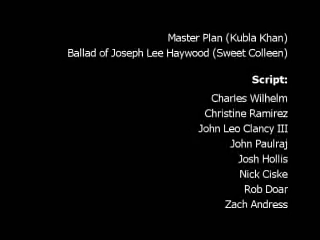 Master Plan (Kubla Khan)
Ballad of Joseph Lee Haywood (Sweet Colleen)
Script:
Charles Wilhelm
Christine Ramirez
John Leo Clancy III
John Paulraj
Josh Hollis
Nick Ciske
Rob Doar
Zach Andress